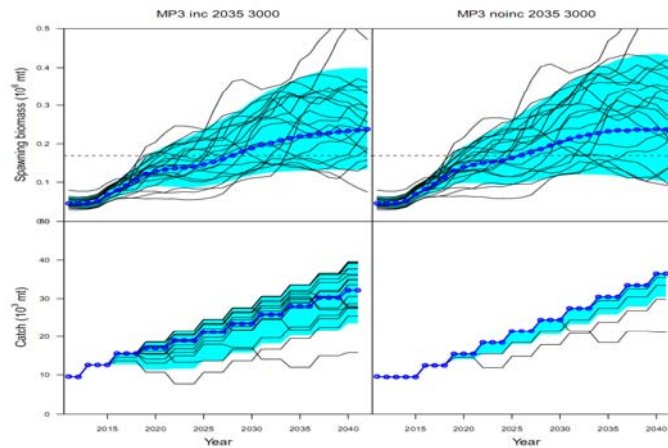 MP3 inc 2035 3000
MP3 noinc 2035 3000
Spawning biomass (10⁶ mt)
0.5
0.4
0.3
0.2
0.1
Catch (10³ mt)
40
30
20
10
0
2015 2020 2025 2030 2035 2040
2015 2020 2025 2030 2035 2040
Year
Year